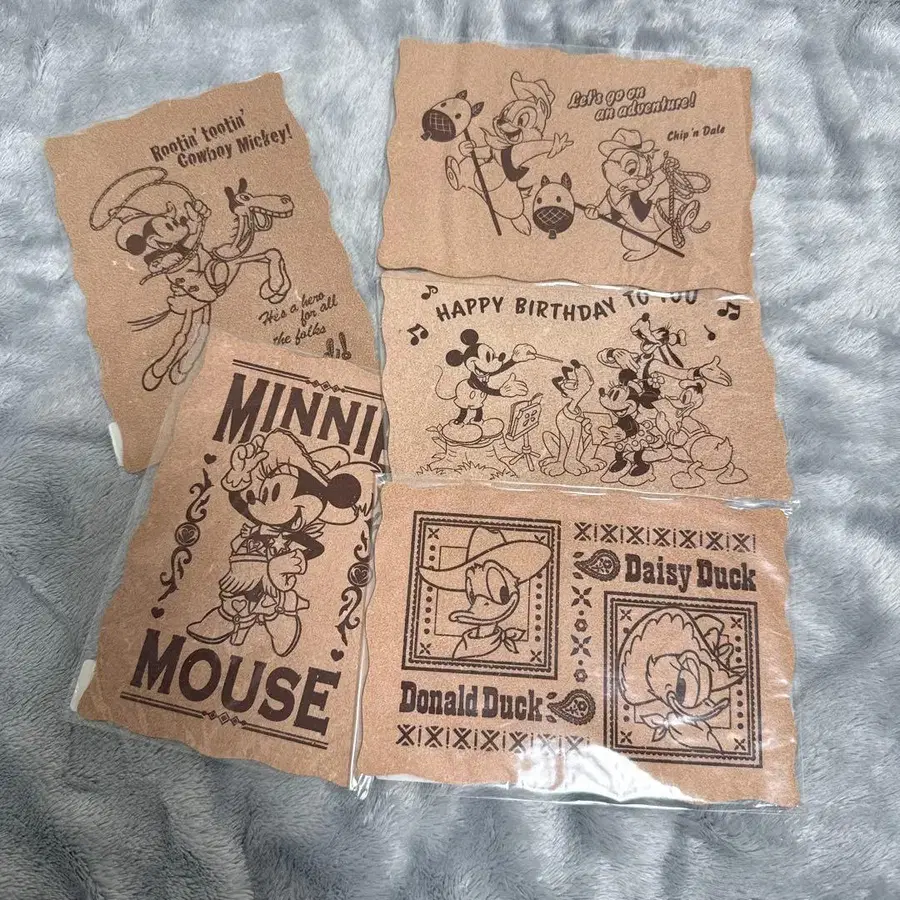 Rootin' tootin'
Cowboy Mickey!
He's a hero
for all
the folks
Let's go on
an adventure!
Chip 'n Dale
HAPPY BIRTHDAY TO YOU
MINNIE
MOUSE
Daisy Duck
Donald Duck